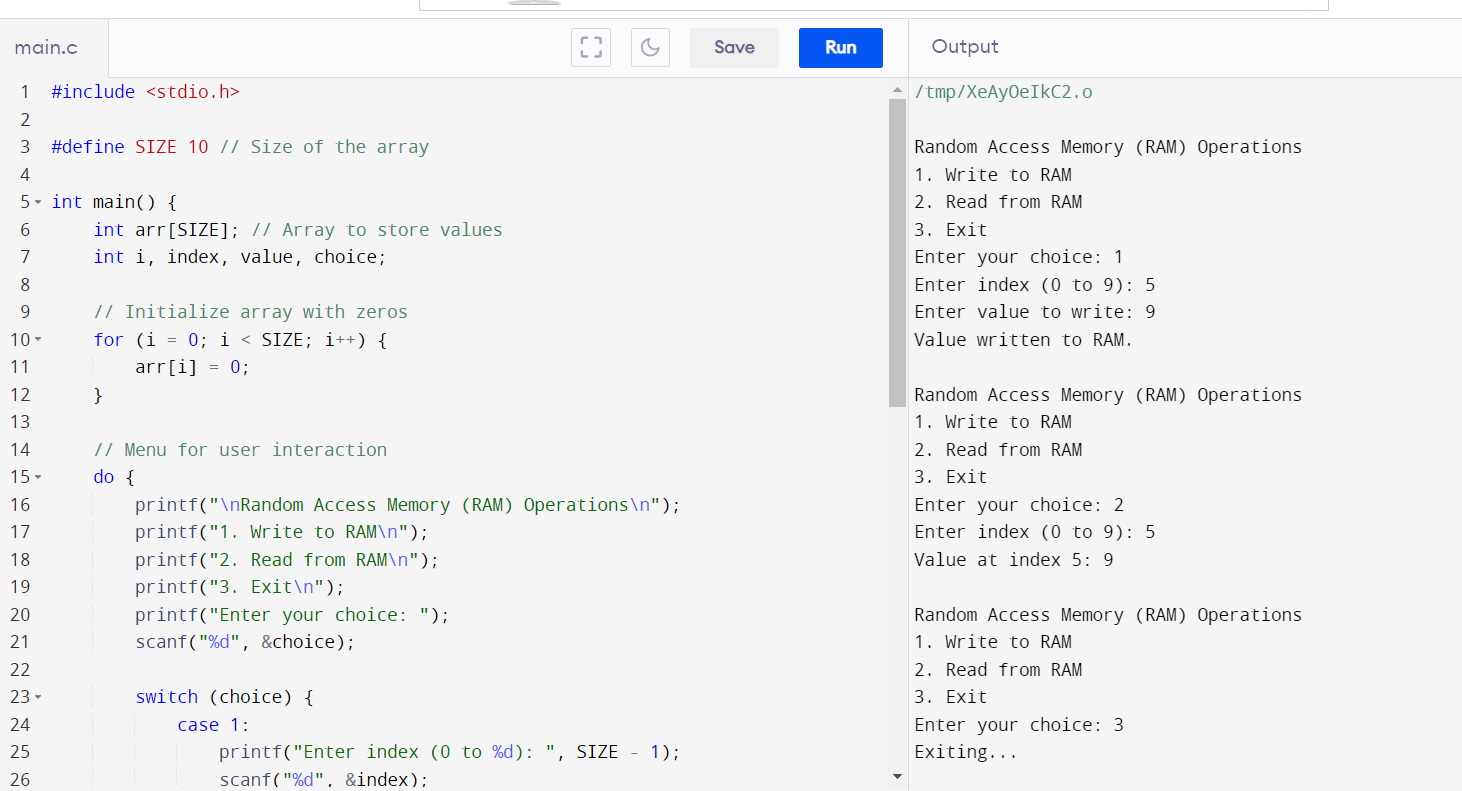 main.c
Save
Run
Output
1 #include <stdio.h>
2
3 #define SIZE 10 // Size of the array
4
5 int main() {
6     int arr[SIZE]; // Array to store values
7     int i, index, value, choice;
8
9     // Initialize array with zeros
10     for (i = 0; i < SIZE; i++) {
11         arr[i] = 0;
12     }
13
14     // Menu for user interaction
15     do {
16         printf("\nRandom Access Memory (RAM) Operations\n");
17         printf("1. Write to RAM\n");
18         printf("2. Read from RAM\n");
19         printf("3. Exit\n");
20         printf("Enter your choice: ");
21         scanf("%d", &choice);
22
23         switch (choice) {
24             case 1:
25                 printf("Enter index (0 to %d): ", SIZE - 1);
26                 scanf("%d", &index);
/tmp/XeAyOeIkC2.o

Random Access Memory (RAM) Operations
1. Write to RAM
2. Read from RAM
3. Exit
Enter your choice: 1
Enter index (0 to 9): 5
Enter value to write: 9
Value written to RAM.

Random Access Memory (RAM) Operations
1. Write to RAM
2. Read from RAM
3. Exit
Enter your choice: 2
Enter index (0 to 9): 5
Value at index 5: 9

Random Access Memory (RAM) Operations
1. Write to RAM
2. Read from RAM
3. Exit
Enter your choice: 3
Exiting...